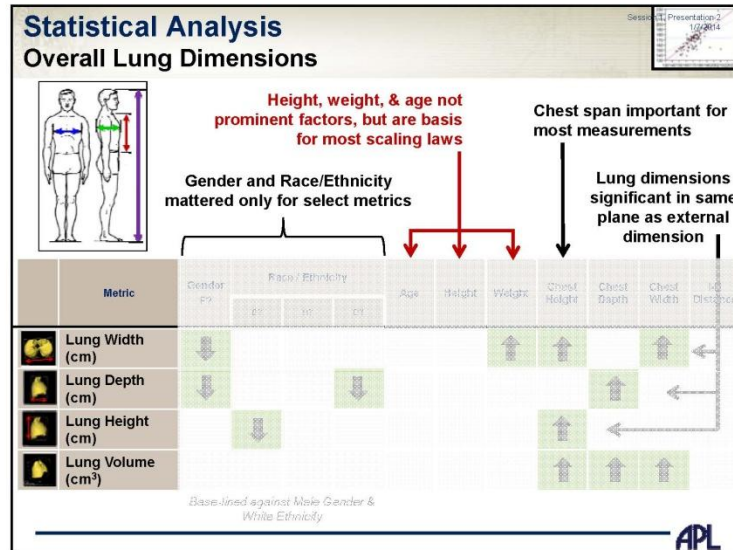 Statistical Analysis
Overall Lung Dimensions
Session 1, Presentation 2
1/7/2014
Height, weight, & age not
prominent factors, but are basis
for most scaling laws
Chest span important for
most measurements
Gender and Race/Ethnicity
mattered only for select metrics
Lung dimensions
significant in same
plane as external
dimension
Metric
Gender
Race / Ethnicity
Age
Height
Weight
Chest
Height
Chest
Depth
Chest
Width
Distance
Lung Width
(cm)
Lung Depth
(cm)
Lung Height
(cm)
Lung Volume
(cm³)
Base-lined against Male Gender &
White Ethnicity
APL